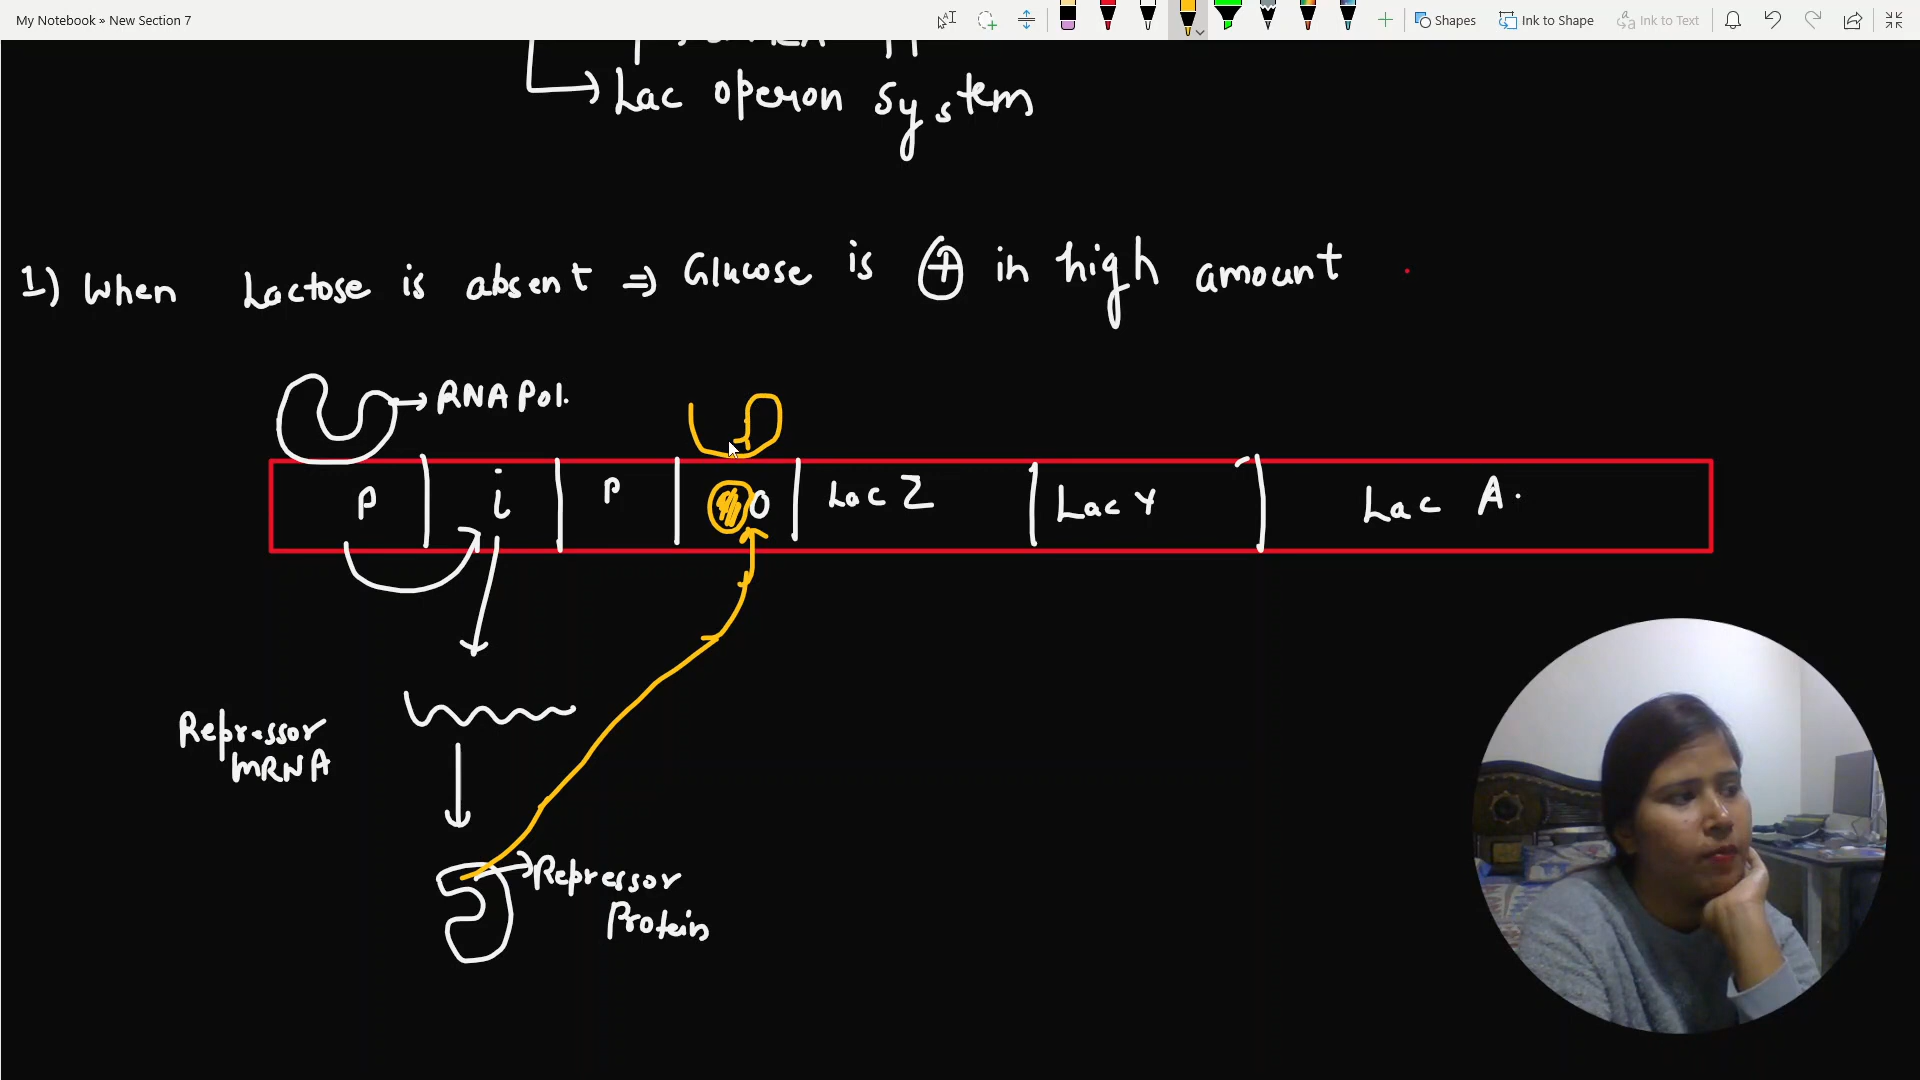 My Notebook » New Section 7
Shapes
Ink to Shape
Ink to Text
Lac operon system
1) When Lactose is absent ⇒ Glucose is ⊕ in high amount
RNA Pol.
P i P O Lac Z Lac Y Lac A.
Repressor
mRNA
Repressor
Protein